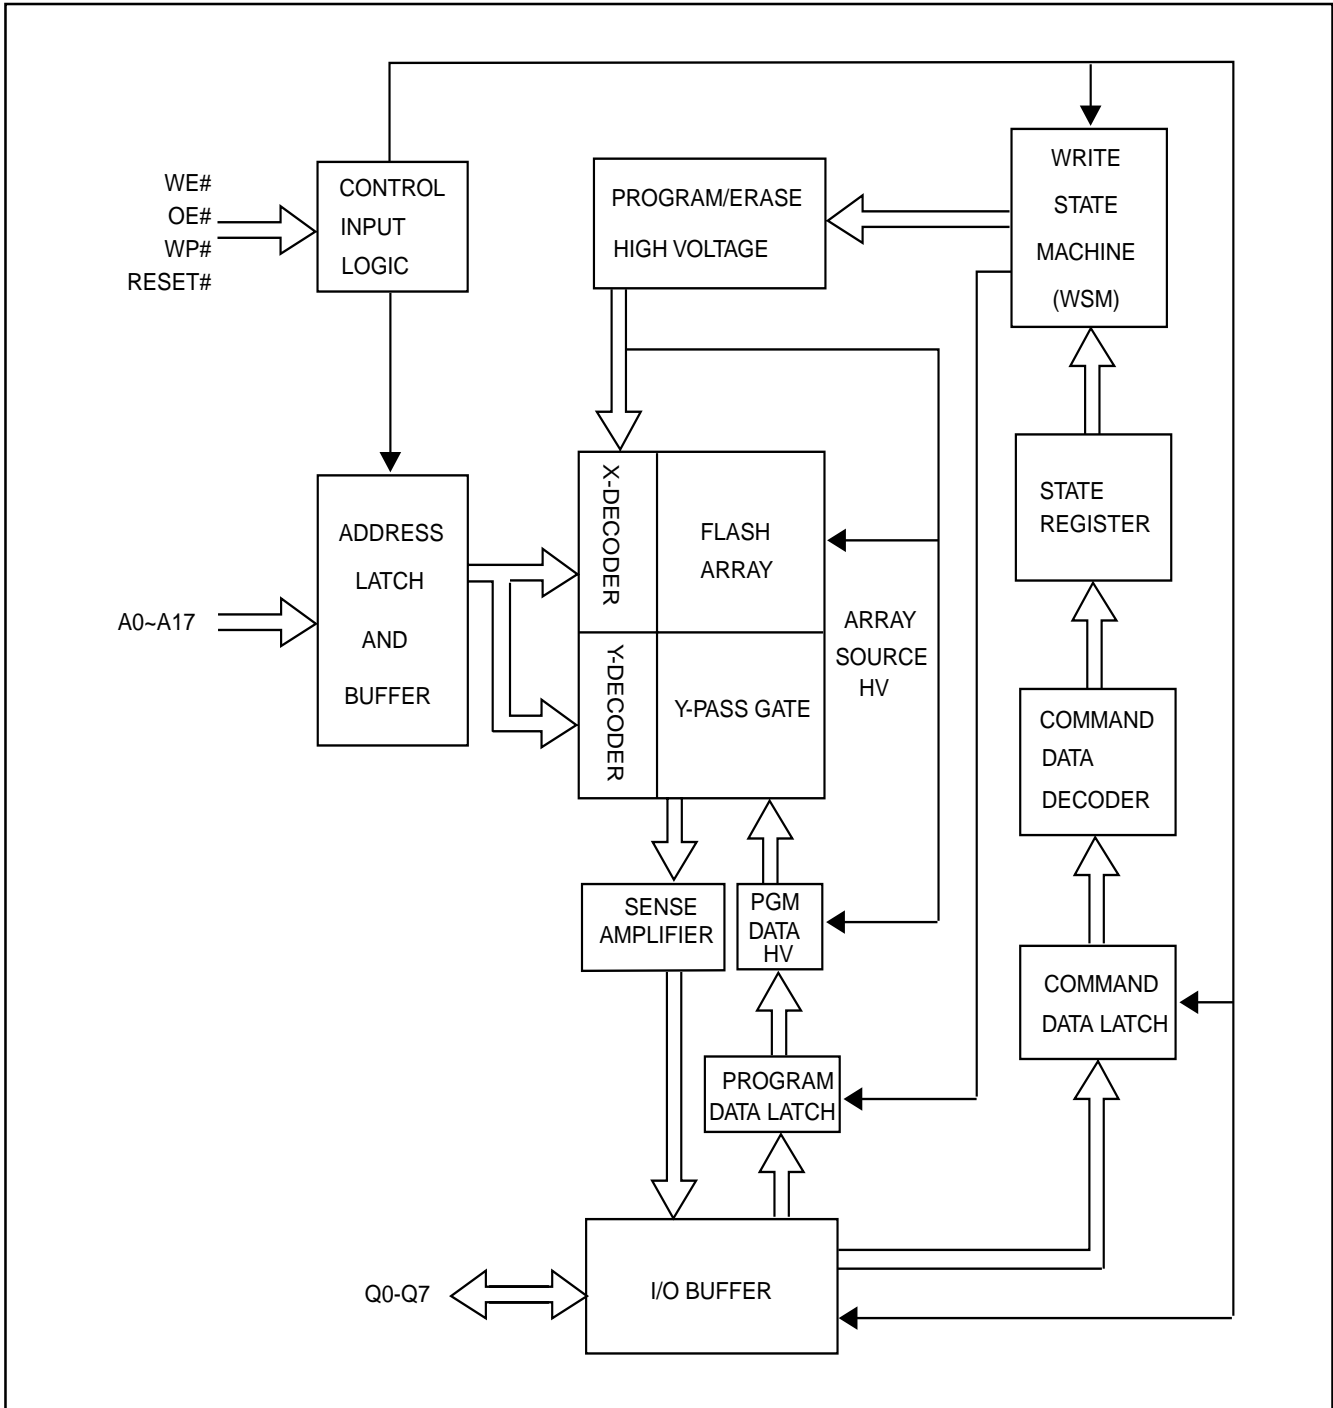 WE#
OE#
WP#
RESET#
CONTROL
INPUT
LOGIC
PROGRAM/ERASE
HIGH VOLTAGE
WRITE
STATE
MACHINE
(WSM)
X-DECODER
FLASH
ARRAY
STATE
REGISTER
ADDRESS
LATCH
AND
BUFFER
A0~A17
Y-DECODER
Y-PASS GATE
ARRAY
SOURCE
HV
COMMAND
DATA
DECODER
SENSE
AMPLIFIER
PGM
DATA
HV
COMMAND
DATA LATCH
PROGRAM
DATA LATCH
Q0-Q7
I/O BUFFER